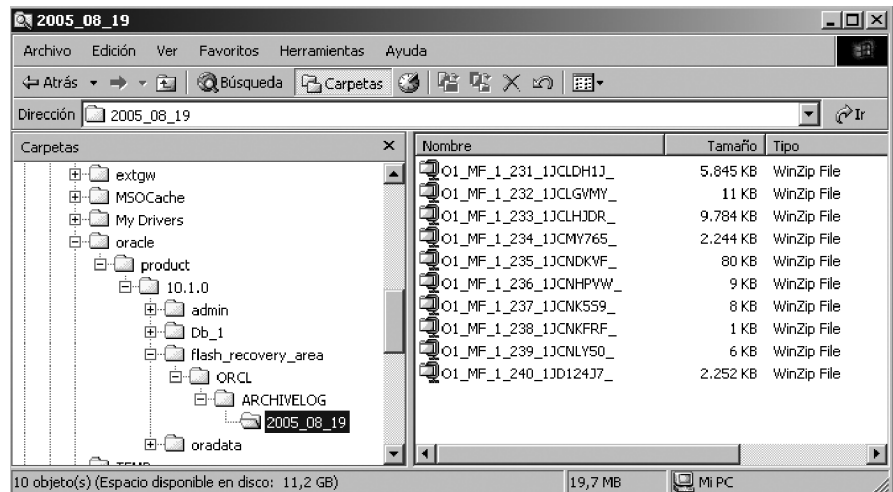 2005_08_19
Archivo Edición Ver Favoritos Herramientas Ayuda
Atrás Búsqueda Carpetas
Dirección 2005_08_19 Ir
Carpetas
extgw
MSOCache
My Drivers
oracle
product
10.1.0
admin
Db_1
flash_recovery_area
ORCL
ARCHIVELOG
2005_08_19
oradata
Nombre Tamaño Tipo
O1_MF_1_231_1JCLDH1J_ 5.845 KB WinZip File
O1_MF_1_232_1JCLGVMY_ 11 KB WinZip File
O1_MF_1_233_1JCLHJDR_ 9.784 KB WinZip File
O1_MF_1_234_1JCMY765_ 2.244 KB WinZip File
O1_MF_1_235_1JCNDKVF_ 80 KB WinZip File
O1_MF_1_236_1JCNHPVW_ 9 KB WinZip File
O1_MF_1_237_1JCNK5S9_ 8 KB WinZip File
O1_MF_1_238_1JCNKFRF_ 1 KB WinZip File
O1_MF_1_239_1JCNLY50_ 6 KB WinZip File
O1_MF_1_240_1JD124J7_ 2.252 KB WinZip File
10 objeto(s) (Espacio disponible en disco: 11,2 GB) 19,7 MB Mi PC